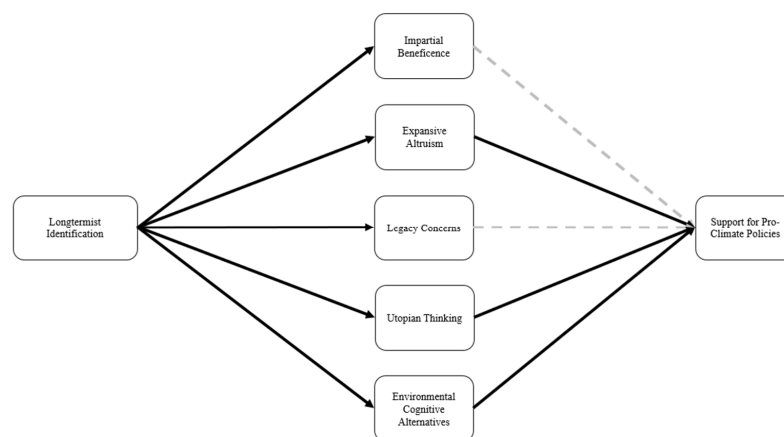 Impartial
Beneficence
Expansive
Altruism
Longtermist
Identification
Legacy Concerns
Support for Pro-
Climate Policies
Utopian Thinking
Environmental
Cognitive
Alternatives